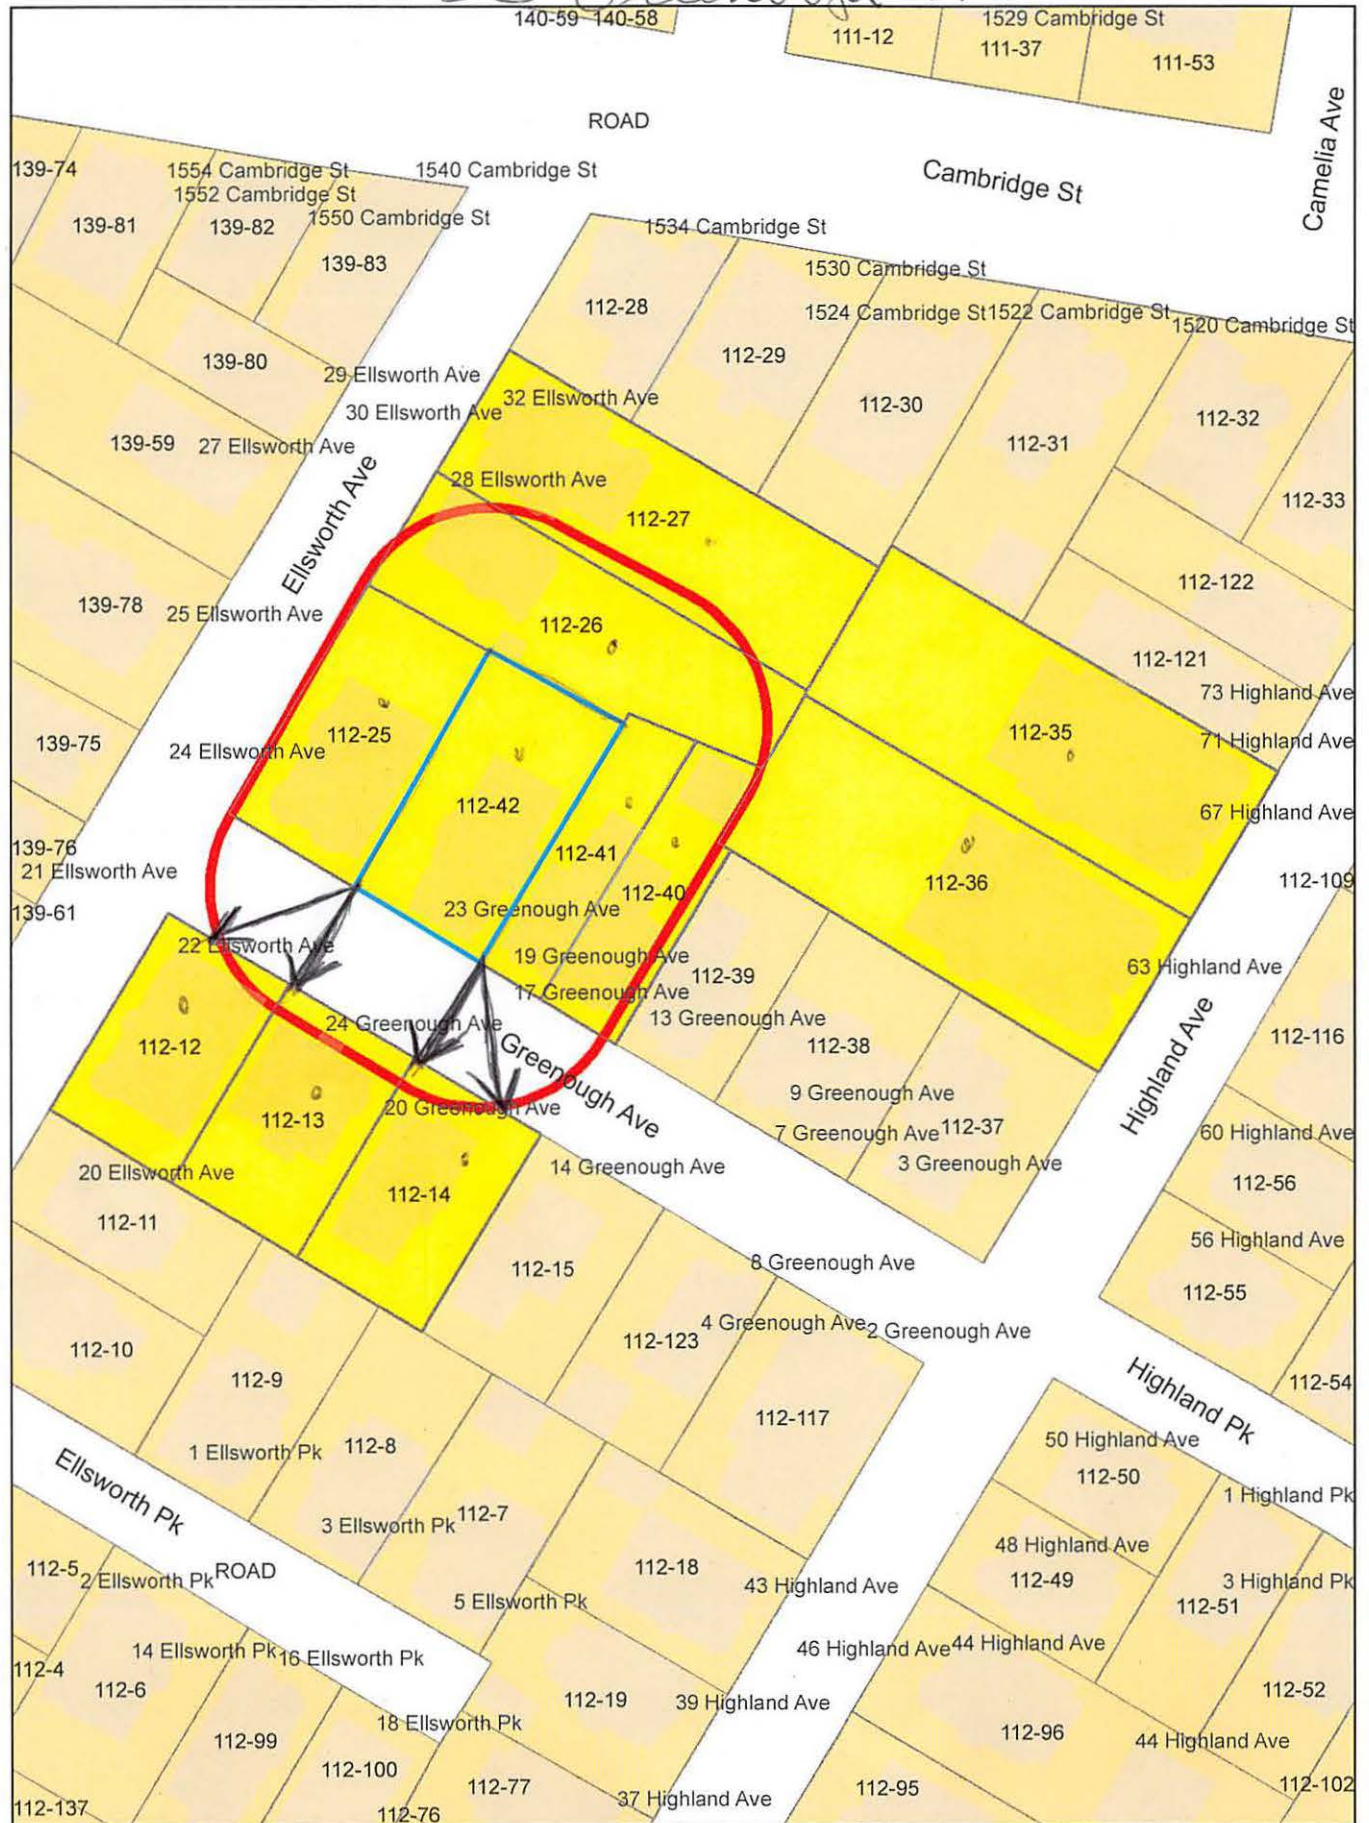 Greenough
140-59 140-58
1529 Cambridge St
111-12
111-37
111-53
ROAD
Camelia Ave
Cambridge St
139-74
1554 Cambridge St
1540 Cambridge St
1552 Cambridge St
1550 Cambridge St
139-81
139-82
139-83
1534 Cambridge St
1530 Cambridge St
1524 Cambridge St
1522 Cambridge St
1520 Cambridge St
112-28
112-29
139-80
29 Ellsworth Ave
32 Ellsworth Ave
30 Ellsworth Ave
112-30
112-32
139-59
27 Ellsworth Ave
112-31
28 Ellsworth Ave
112-33
Ellsworth Ave
112-27
112-122
139-78
25 Ellsworth Ave
112-26
112-121
73 Highland Ave
112-25
112-35
71 Highland Ave
139-75
24 Ellsworth Ave
112-42
67 Highland Ave
139-76
112-41
21 Ellsworth Ave
112-40
112-36
112-109
139-61
23 Greenough Ave
22 Ellsworth Ave
19 Greenough Ave
112-39
63 Highland Ave
17 Greenough Ave
13 Greenough Ave
24 Greenough Ave
112-12
112-38
112-116
Greenough Ave
Highland Ave
9 Greenough Ave
20 Greenough Ave
112-13
7 Greenough Ave
112-37
60 Highland Ave
14 Greenough Ave
3 Greenough Ave
20 Ellsworth Ave
112-14
112-56
112-11
56 Highland Ave
112-15
8 Greenough Ave
112-55
4 Greenough Ave
2 Greenough Ave
112-123
112-10
112-9
112-54
Highland Pk
112-117
50 Highland Ave
1 Ellsworth Pk
112-8
112-50
Ellsworth Pk
1 Highland Pk
3 Ellsworth Pk
112-7
48 Highland Ave
112-5
2 Ellsworth Pk
ROAD
112-18
43 Highland Ave
112-49
3 Highland Pk
5 Ellsworth Pk
112-51
14 Ellsworth Pk
16 Ellsworth Pk
46 Highland Ave
44 Highland Ave
112-4
112-6
112-19
39 Highland Ave
112-52
18 Ellsworth Pk
112-99
112-96
44 Highland Ave
112-100
112-77
112-95
112-102
37 Highland Ave
112-137
112-76